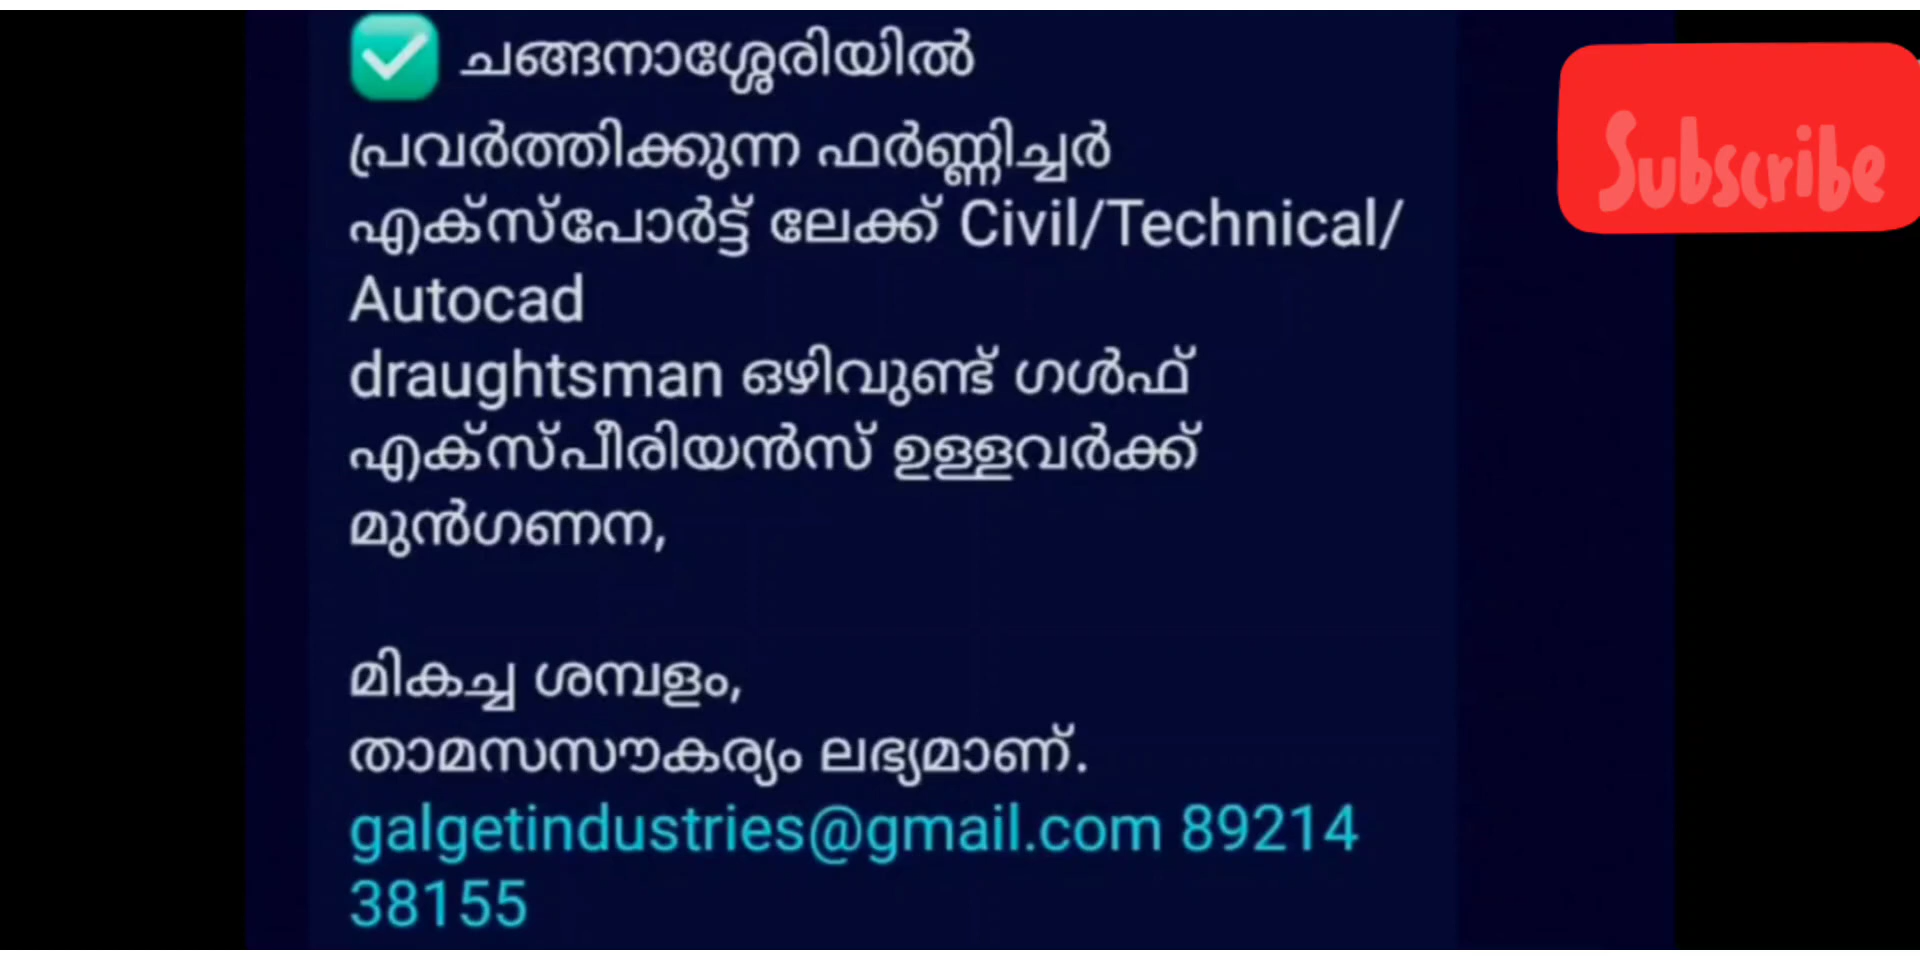 ✅ ചങ്ങനാശ്ശേരിയിൽ
പ്രവർത്തിക്കുന്ന ഫർണ്ണിച്ചർ
എക്സ്പോർട്ട് ലേക്ക് Civil/Technical/
Autocad
draughtsman ഒഴിവുണ്ട് ഗൾഫ്
എക്സ്പീരിയൻസ് ഉള്ളവർക്ക്
മുൻഗണന,
മികച്ച ശമ്പളം,
താമസസൗകര്യം ലഭ്യമാണ്.
galgetindustries@gmail.com 89214
38155
Subscribe